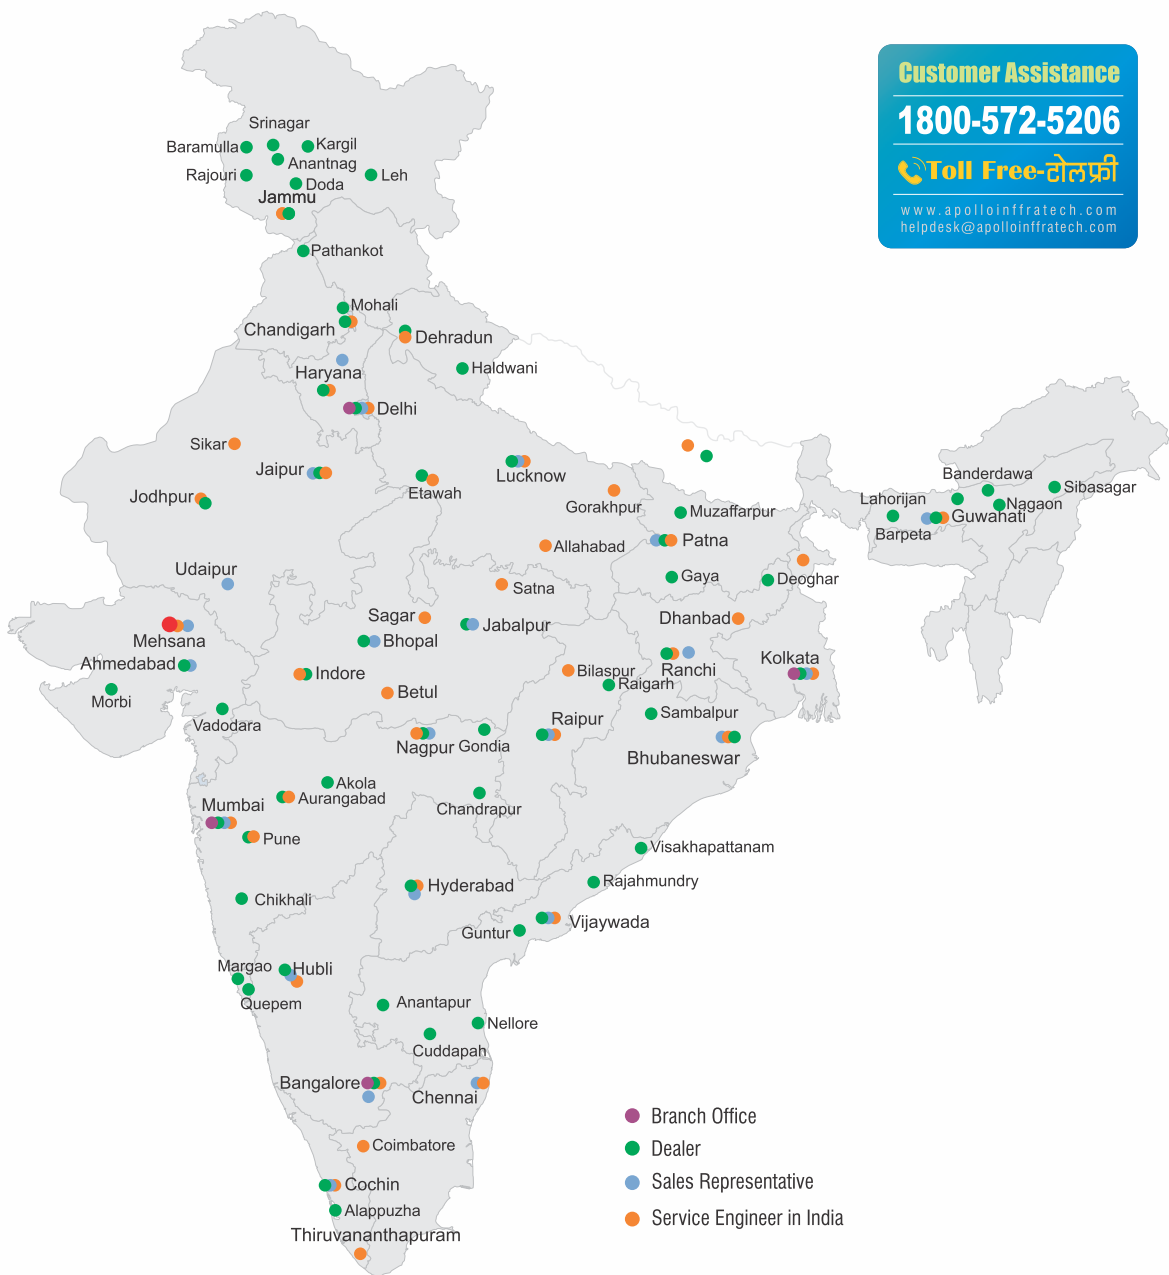 Customer Assistance
1800-572-5206
Toll Free-टोलफ्री
www.apolloinffratech.com
helpdesk@apolloinffratech.com
Srinagar
Baramulla
Kargil
Anantnag
Rajouri
Leh
Doda
Jammu
Pathankot
Mohali
Chandigarh
Dehradun
Haldwani
Haryana
Delhi
Sikar
Jaipur
Lucknow
Etawah
Jodhpur
Gorakhpur
Muzaffarpur
Banderdawa
Sibasagar
Lahorijan
Nagaon
Guwahati
Barpeta
Allahabad
Patna
Udaipur
Gaya
Deoghar
Satna
Sagar
Dhanbad
Jabalpur
Mehsana
Bhopal
Ahmedabad
Kolkata
Indore
Bilaspur
Ranchi
Raigarh
Betul
Morbi
Vadodara
Sambalpur
Raipur
Nagpur
Gondia
Bhubaneswar
Akola
Aurangabad
Mumbai
Chandrapur
Pune
Visakhapattanam
Rajahmundry
Hyderabad
Chikhali
Vijaywada
Guntur
Margao
Hubli
Quepem
Anantapur
Nellore
Cuddapah
Bangalore
Chennai
Coimbatore
Cochin
Alappuzha
Thiruvananthapuram
Branch Office
Dealer
Sales Representative
Service Engineer in India